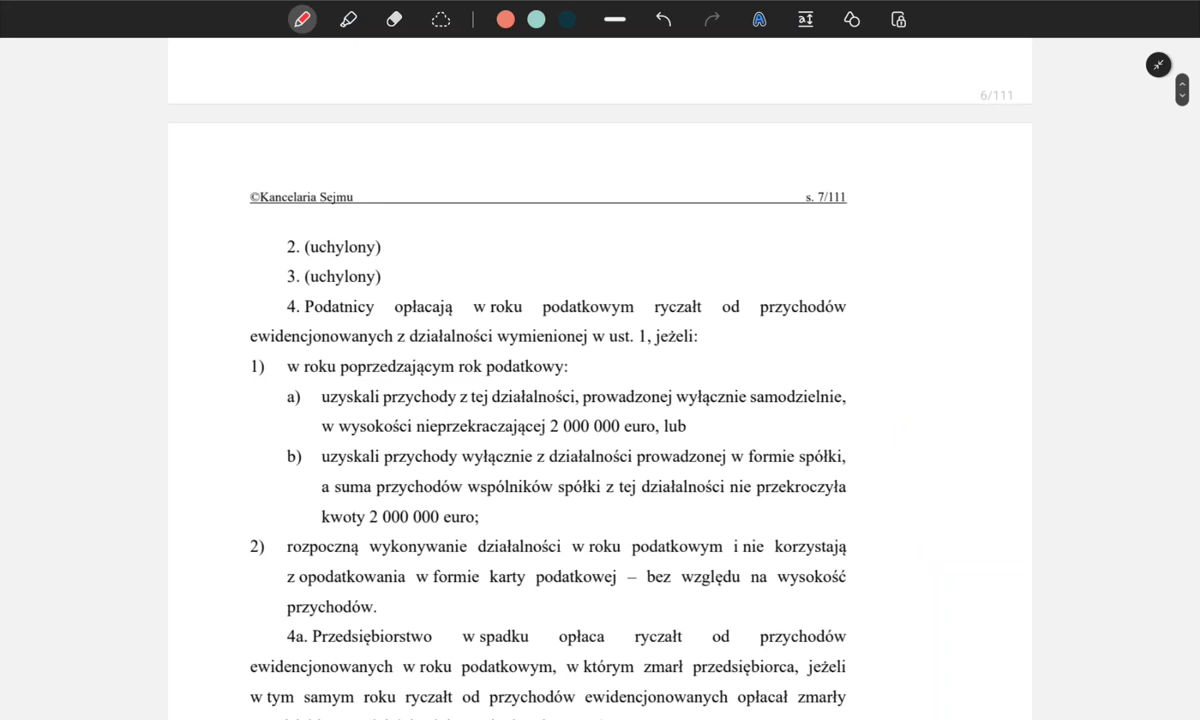 6/111
©Kancelaria Sejmu s. 7/111
2. (uchylony)
3. (uchylony)
4. Podatnicy opłacają w roku podatkowym ryczałt od przychodów
ewidencjonowanych z działalności wymienionej w ust. 1, jeżeli:
1) w roku poprzedzającym rok podatkowy:
a) uzyskali przychody z tej działalności, prowadzonej wyłącznie samodzielnie,
w wysokości nieprzekraczającej 2 000 000 euro, lub
b) uzyskali przychody wyłącznie z działalności prowadzonej w formie spółki,
a suma przychodów wspólników spółki z tej działalności nie przekroczyła
kwoty 2 000 000 euro;
2) rozpoczną wykonywanie działalności w roku podatkowym i nie korzystają
z opodatkowania w formie karty podatkowej – bez względu na wysokość
przychodów.
4a. Przedsiębiorstwo w spadku opłaca ryczałt od przychodów
ewidencjonowanych w roku podatkowym, w którym zmarł przedsiębiorca, jeżeli
w tym samym roku ryczałt od przychodów ewidencjonowanych opłacał zmarły